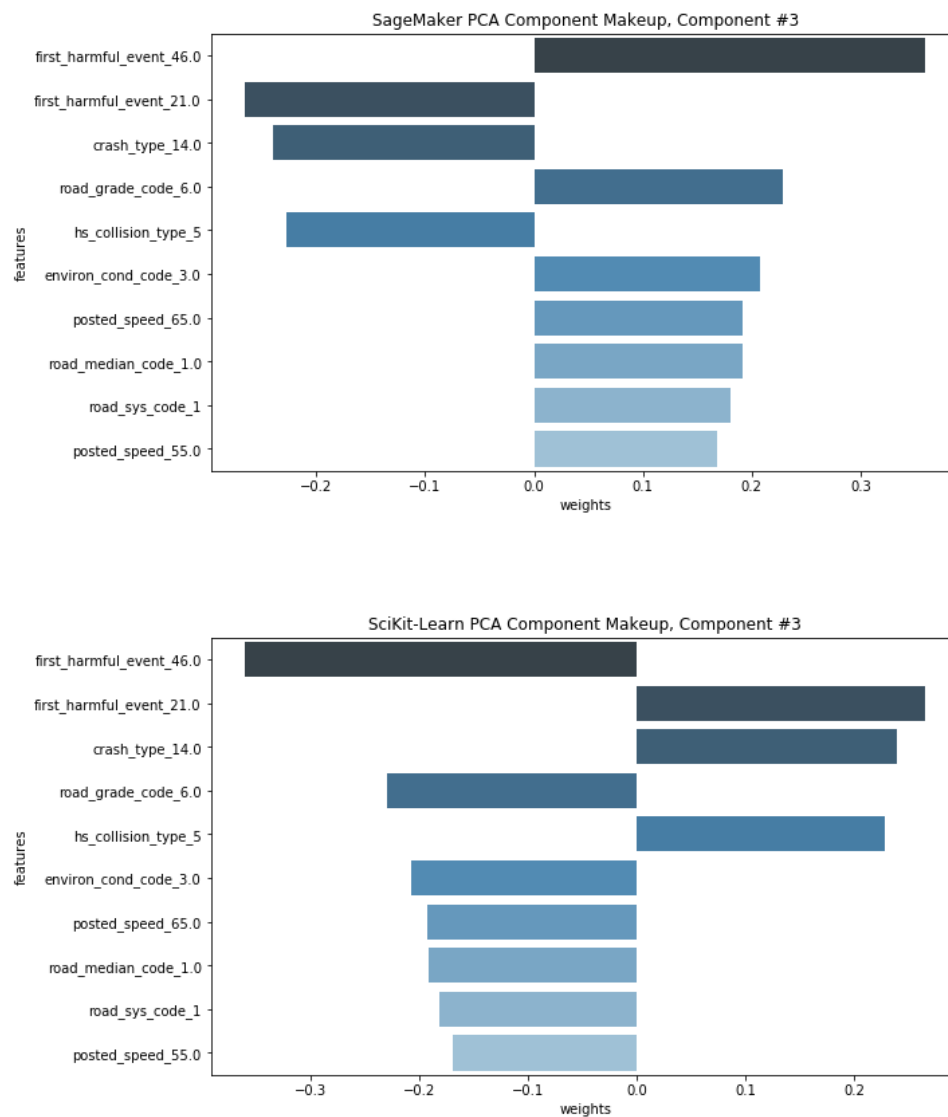 SageMaker PCA Component Makeup, Component #3
first_harmful_event_46.0
first_harmful_event_21.0
crash_type_14.0
road_grade_code_6.0
hs_collision_type_5
environ_cond_code_3.0
posted_speed_65.0
road_median_code_1.0
road_sys_code_1
posted_speed_55.0
features
−0.2 −0.1 0.0 0.1 0.2 0.3
weights
SciKit-Learn PCA Component Makeup, Component #3
first_harmful_event_46.0
first_harmful_event_21.0
crash_type_14.0
road_grade_code_6.0
hs_collision_type_5
environ_cond_code_3.0
posted_speed_65.0
road_median_code_1.0
road_sys_code_1
posted_speed_55.0
features
−0.3 −0.2 −0.1 0.0 0.1 0.2
weights